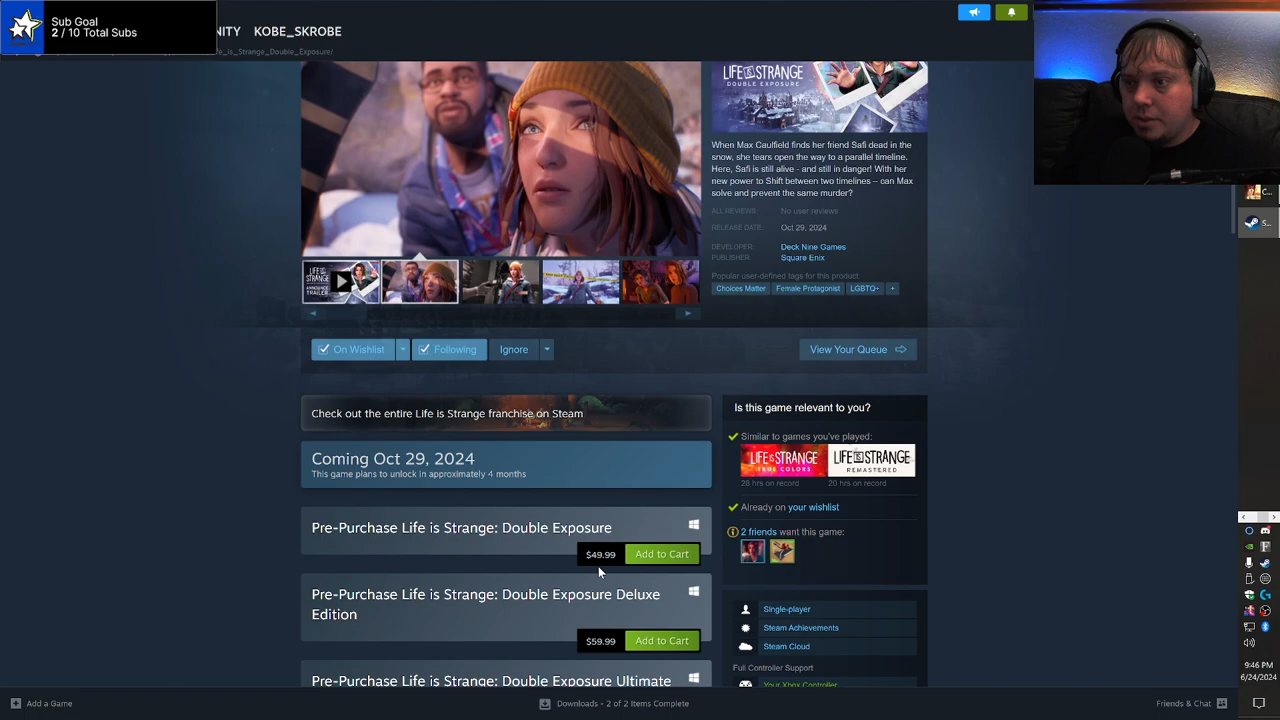 Sub Goal
2 / 10 Total Subs
NITY KOBE_SKROBE
e_Is_Strange_Double_Exposure/
LIFE IS STRANGE
DOUBLE EXPOSURE
When Max Caulfield finds her friend Safi dead in the
snow, she tears open the way to a parallel timeline.
Here, Safi is still alive - and still in danger! With her
new power to Shift between two timelines – can Max
solve and prevent the same murder?
ALL REVIEWS: No user reviews
RELEASE DATE: Oct 29, 2024
DEVELOPER: Deck Nine Games
PUBLISHER: Square Enix
Popular user-defined tags for this product:
Choices Matter Female Protagonist LGBTQ+ +
LIFE IS STRANGE
ANNOUNCE
TRAILER
On Wishlist Following Ignore View Your Queue
Check out the entire Life is Strange franchise on Steam
Coming Oct 29, 2024
This game plans to unlock in approximately 4 months
Pre-Purchase Life is Strange: Double Exposure
$49.99 Add to Cart
Pre-Purchase Life is Strange: Double Exposure Deluxe
Edition
$59.99 Add to Cart
Pre-Purchase Life is Strange: Double Exposure Ultimate
Is this game relevant to you?
Similar to games you've played:
LIFE IS STRANGE
TRUE COLORS
LIFE IS STRANGE
REMASTERED
28 hrs on record 20 hrs on record
Already on your wishlist
2 friends want this game:
Single-player
Steam Achievements
Steam Cloud
Full Controller Support
Your Xbox Controller
C...
S...
9:46 PM
6/24/2024
Add a Game Downloads - 2 of 2 Items Complete Friends & Chat